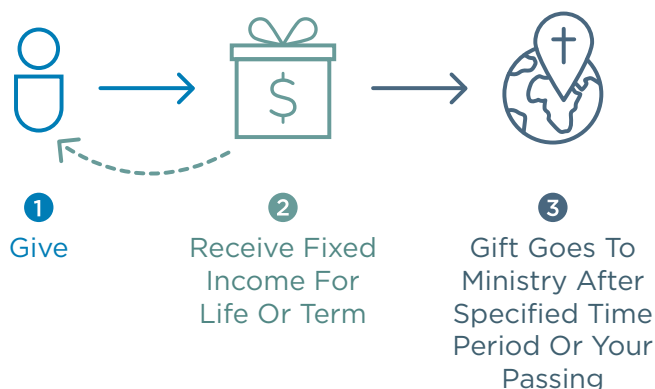 $
1
Give
2
Receive Fixed
Income For
Life Or Term
3
Gift Goes To
Ministry After
Specified Time
Period Or Your
Passing